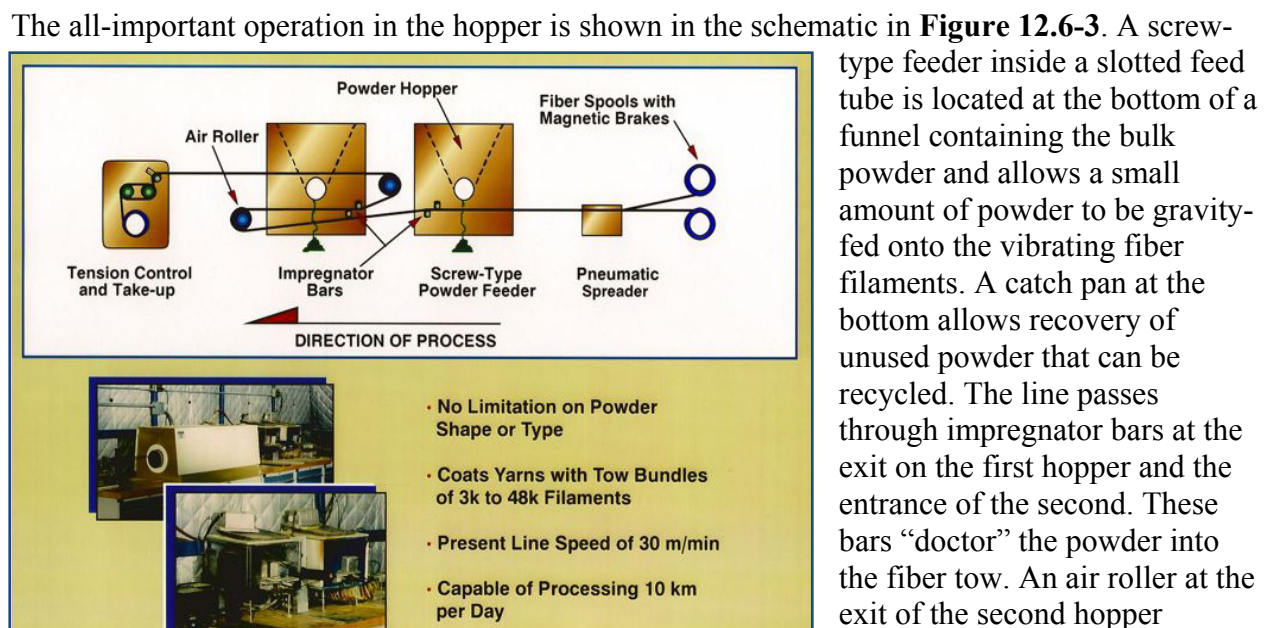 The all-important operation in the hopper is shown in the schematic in Figure 12.6-3. A screw-
type feeder inside a slotted feed
tube is located at the bottom of a
funnel containing the bulk
powder and allows a small
amount of powder to be gravity-
fed onto the vibrating fiber
filaments. A catch pan at the
bottom allows recovery of
unused powder that can be
recycled. The line passes
through impregnator bars at the
exit on the first hopper and the
entrance of the second. These
bars “doctor” the powder into
the fiber tow. An air roller at the
exit of the second hopper
Powder Hopper
Fiber Spools with
Magnetic Brakes
Air Roller
Tension Control
and Take-up
Impregnator
Bars
Screw-Type
Powder Feeder
Pneumatic
Spreader
DIRECTION OF PROCESS
• No Limitation on Powder
Shape or Type
• Coats Yarns with Tow Bundles
of 3k to 48k Filaments
• Present Line Speed of 30 m/min
• Capable of Processing 10 km
per Day